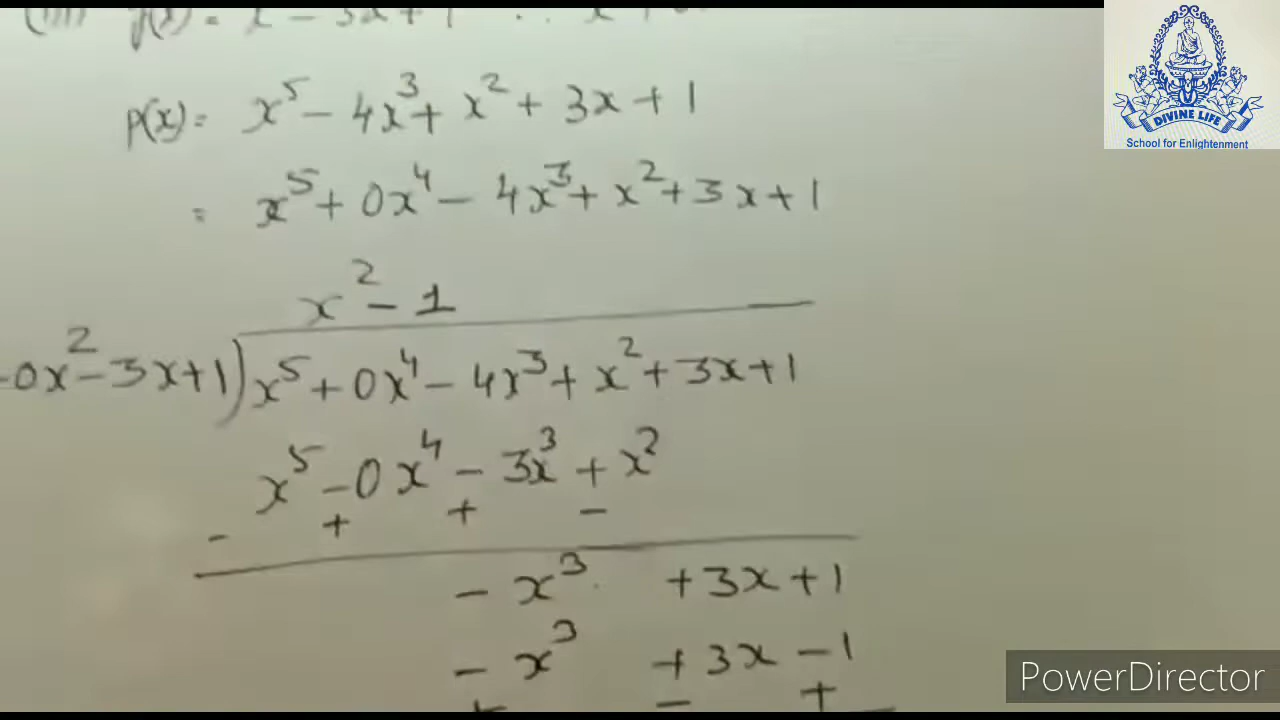 p(x) = x⁵ - 4x³ + x² + 3x + 1
= x⁵ + 0x⁴ - 4x³ + x² + 3x + 1
x² - 1
-0x² - 3x + 1) x⁵ + 0x⁴ - 4x³ + x² + 3x + 1
x⁵ - 0x⁴ - 3x³ + x²
- + + -
- x³ + 3x + 1
- x³ + 3x - 1
+ - +
DIVINE LIFE
School for Enlightenment
PowerDirector